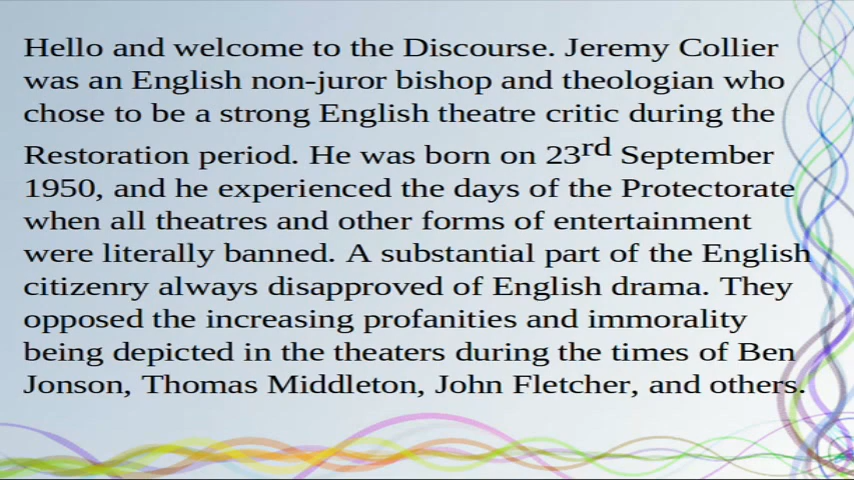 Hello and welcome to the Discourse. Jeremy Collier
was an English non-juror bishop and theologian who
chose to be a strong English theatre critic during the
Restoration period. He was born on 23rd September
1950, and he experienced the days of the Protectorate
when all theatres and other forms of entertainment
were literally banned. A substantial part of the English
citizenry always disapproved of English drama. They
opposed the increasing profanities and immorality
being depicted in the theaters during the times of Ben
Jonson, Thomas Middleton, John Fletcher, and others.